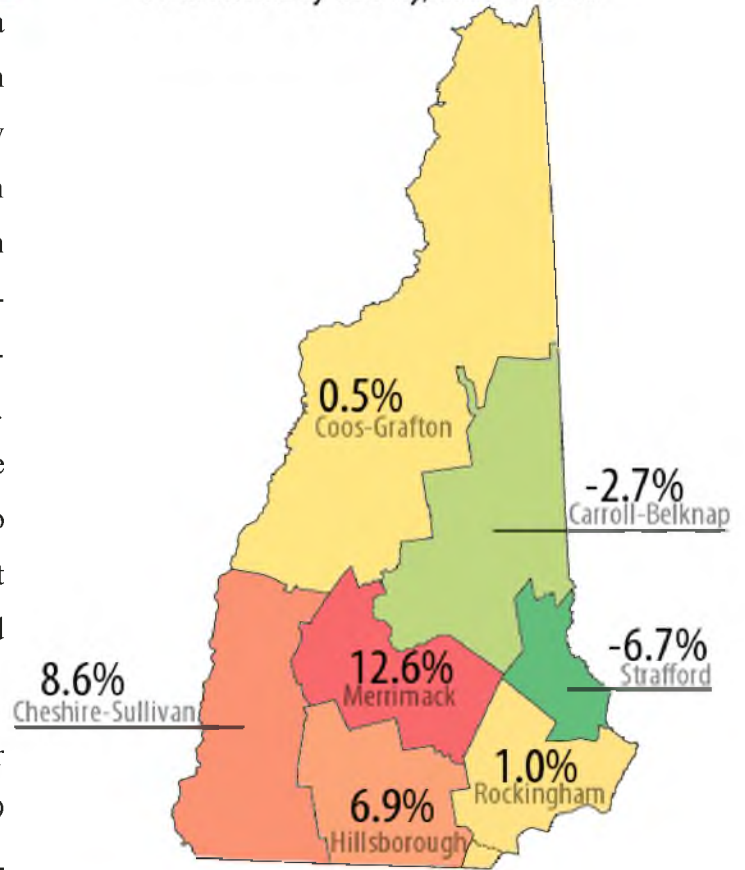 0.5%
Coos-Grafton
-2.7%
Carroll-Belknap
-6.7%
Strafford
8.6%
Cheshire-Sullivan
12.6%
Merrimack
1.0%
Rockingham
6.9%
Hillsborough